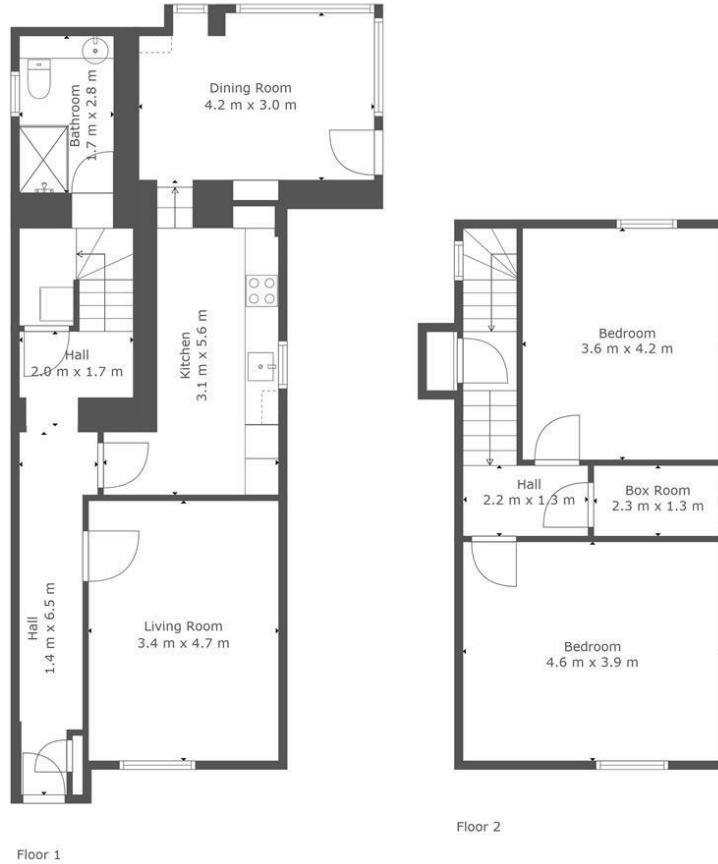 Dining Room
4.2 m x 3.0 m
Bathroom
1.7 m x 2.8 m
Hall
2.0 m x 1.7 m
Kitchen
3.1 m x 5.6 m
Hall
1.4 m x 6.5 m
Living Room
3.4 m x 4.7 m
Floor 1
Bedroom
3.6 m x 4.2 m
Hall
2.2 m x 1.3 m
Box Room
2.3 m x 1.3 m
Bedroom
4.6 m x 3.9 m
Floor 2